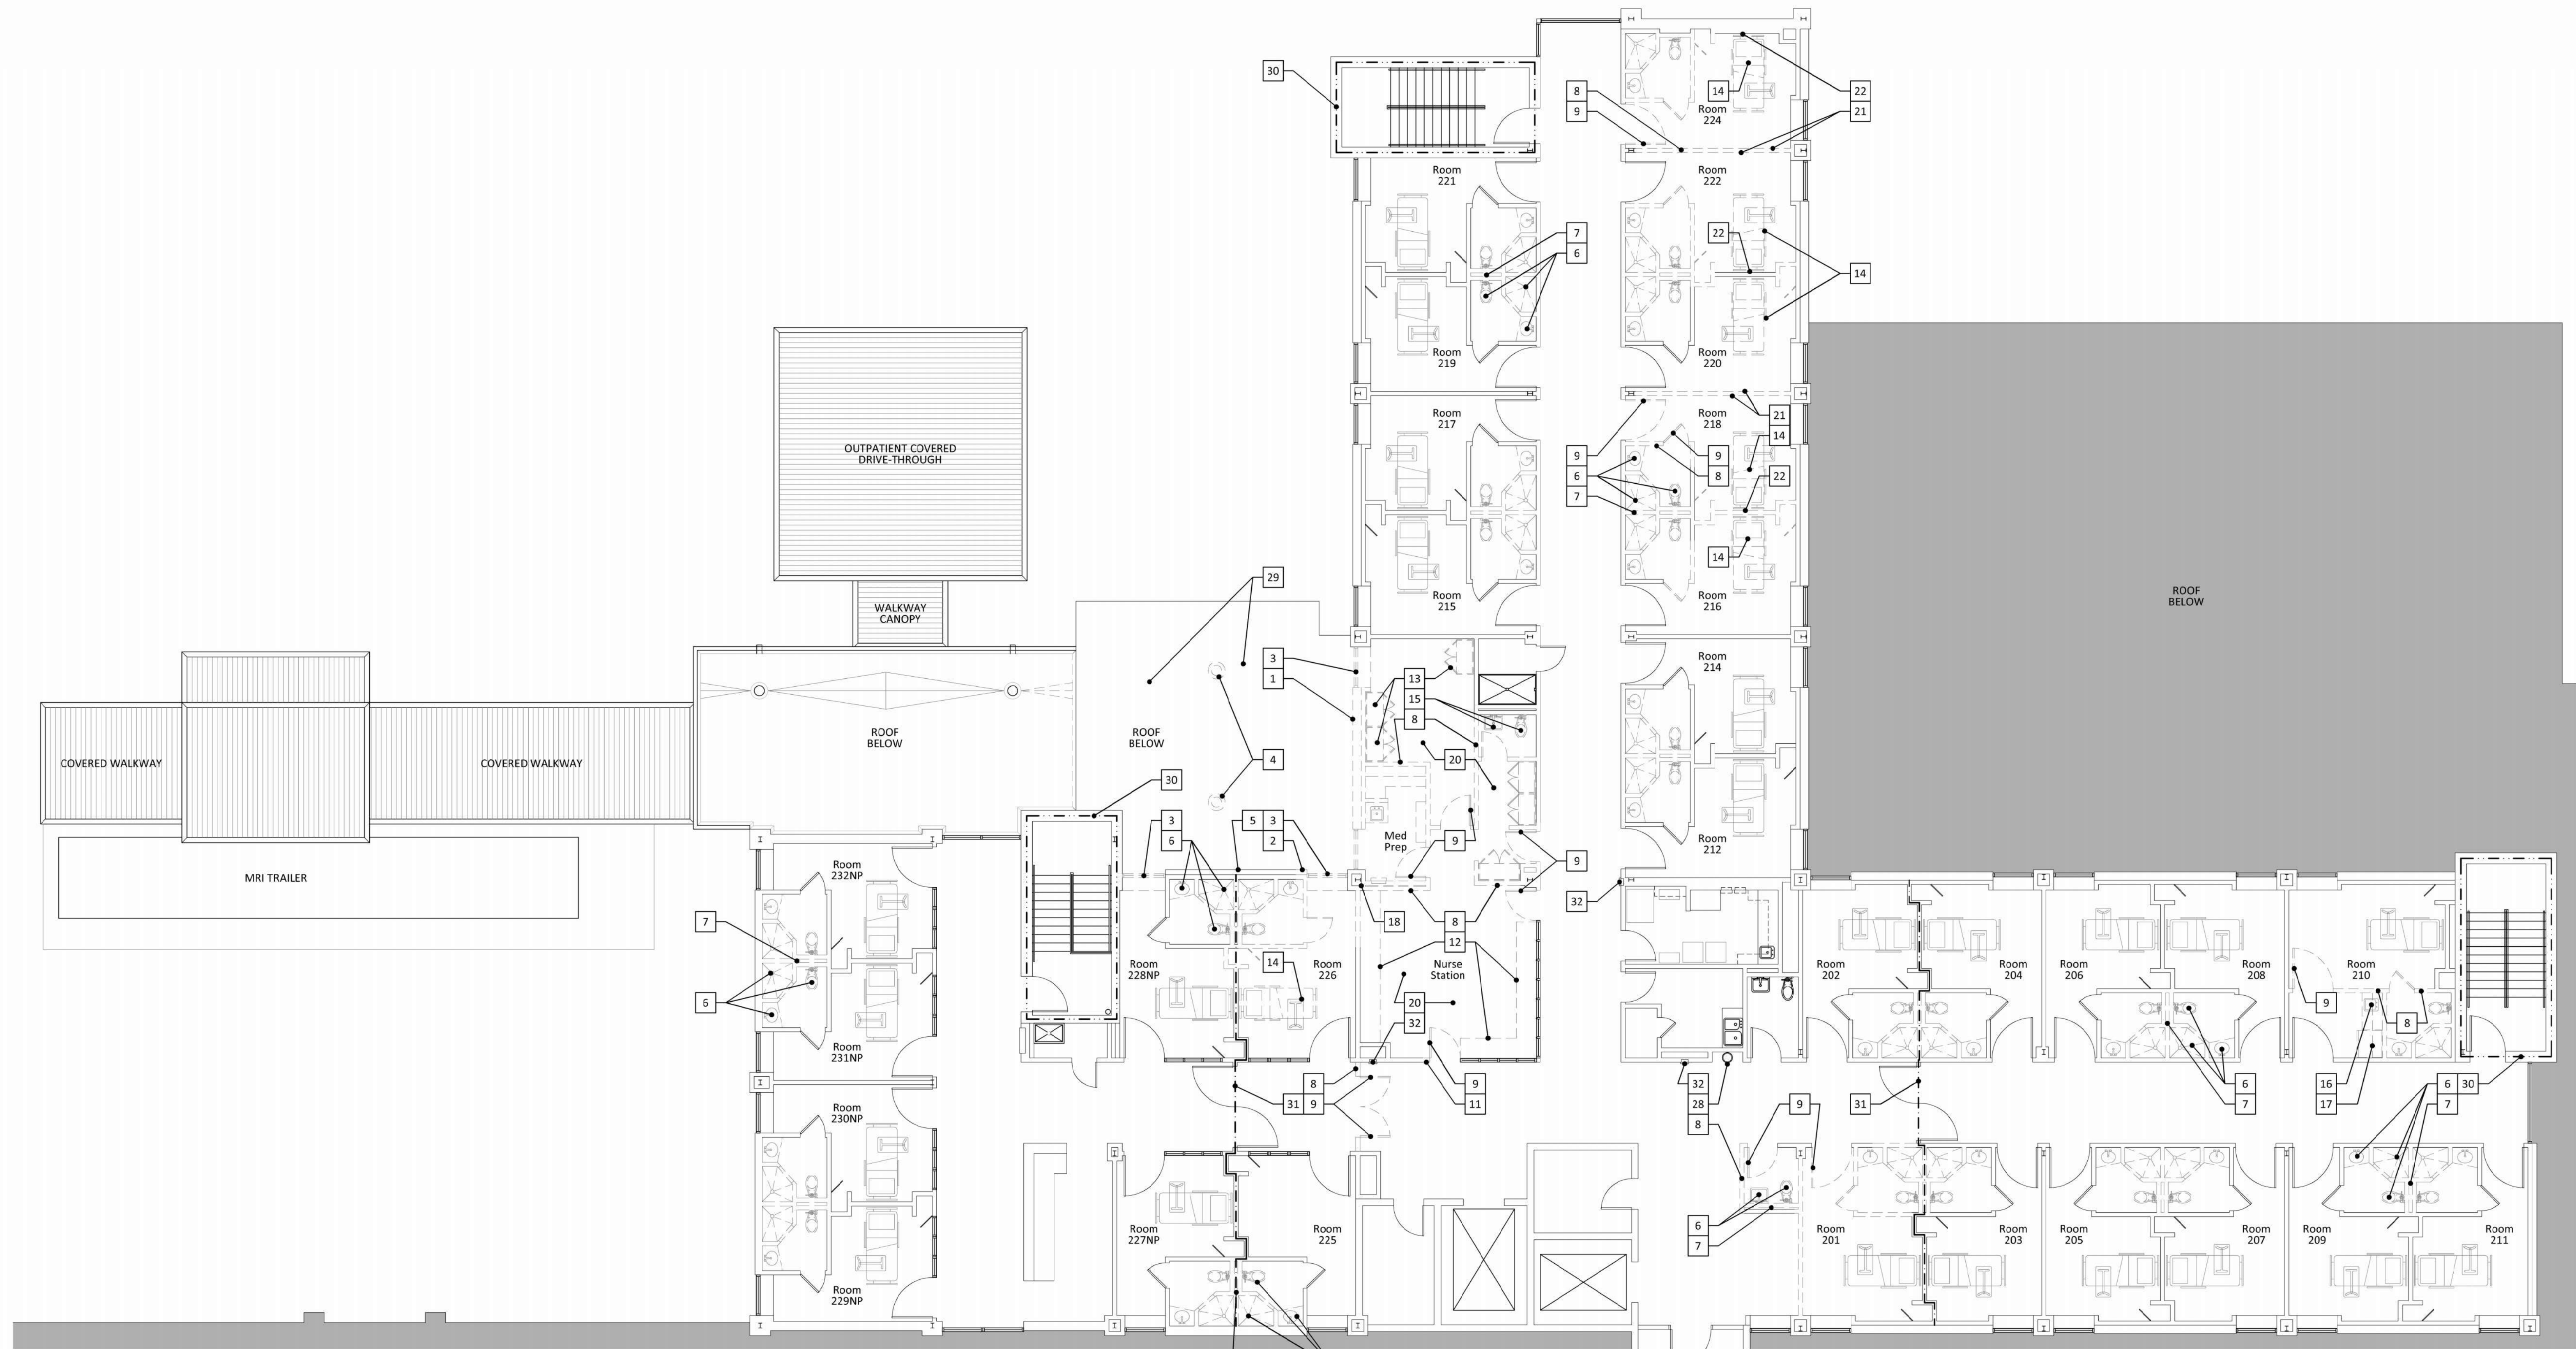 30
8
9
14
22
21
Room
224
Room
221
Room
222
7
6
22
14
Room
219
Room
220
Room
217
Room
218
21
14
9
6
7
9
8
22
14
OUTPATIENT COVERED
DRIVE-THROUGH
Room
215
Room
216
WALKWAY
CANOPY
ROOF
BELOW
29
3
1
13
15
8
20
Room
214
ROOF
BELOW
ROOF
BELOW
COVERED WALKWAY
COVERED WALKWAY
4
30
3
6
5
3
2
Med
Prep
9
9
Room
212
MRI TRAILER
Room
232NP
7
6
18
8
12
32
Room
228NP
14
Room
226
Nurse
Station
20
32
Room
202
Room
204
Room
206
Room
208
Room
210
9
8
Room
231NP
Room
230NP
8
31
9
9
11
32
28
8
9
31
6
7
16
17
6
30
7
Room
227NP
Room
225
6
7
Room
201
Room
203
Room
205
Room
207
Room
209
Room
211
Room
229NP